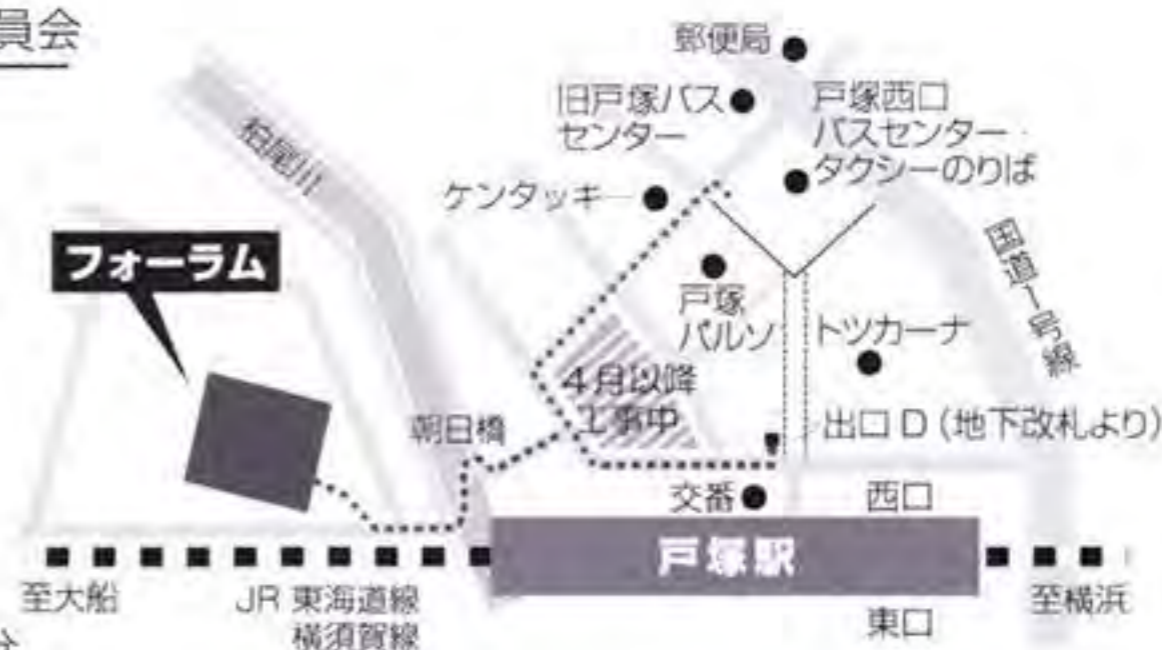 員会
郵便局
旧戸塚バス
センター
戸塚西口
バスセンター
タクシーのりば
柏尾川
ケンタッキー
国道1号線
フォーラム
戸塚
パルソ
トツカーナ
4月以降
工事中
朝日橋
出口 D（地下改札より）
交番
西口
戸塚駅
至大船
JR 東海道線
横須賀線
至横浜
東口